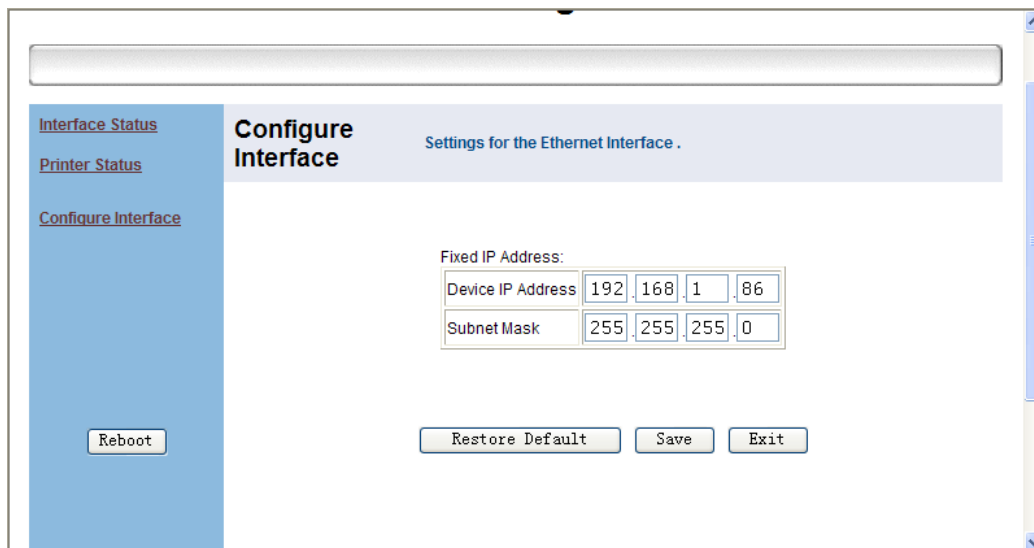 Interface Status
Printer Status
Configure Interface
Reboot
Configure
Interface
Settings for the Ethernet Interface .
Fixed IP Address:
Device IP Address 192 . 168 . 1 . 86
Subnet Mask 255 . 255 . 255 . 0
Restore Default Save Exit